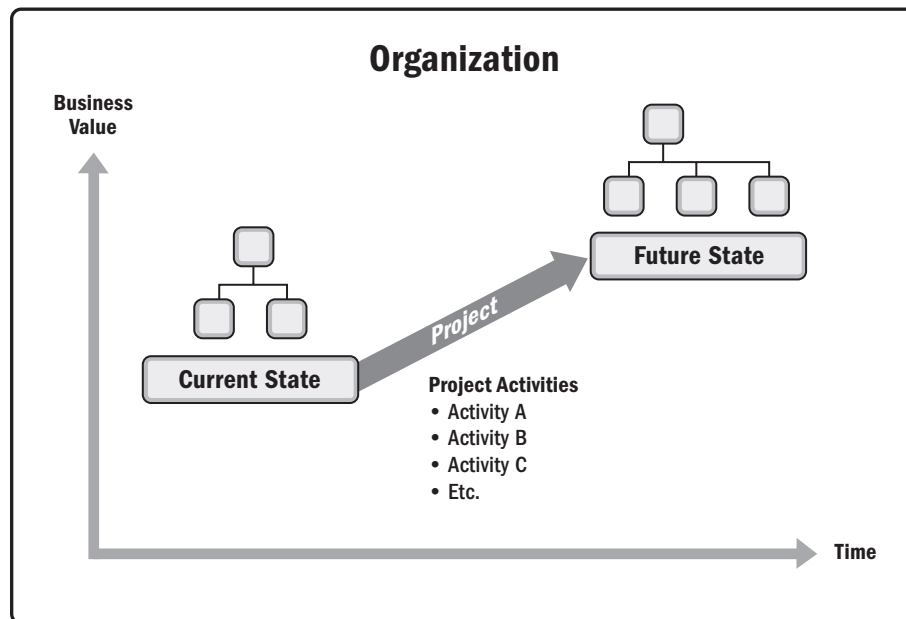 Organization
Business
Value
Future State
Project
Current State
Project Activities
• Activity A
• Activity B
• Activity C
• Etc.
Time